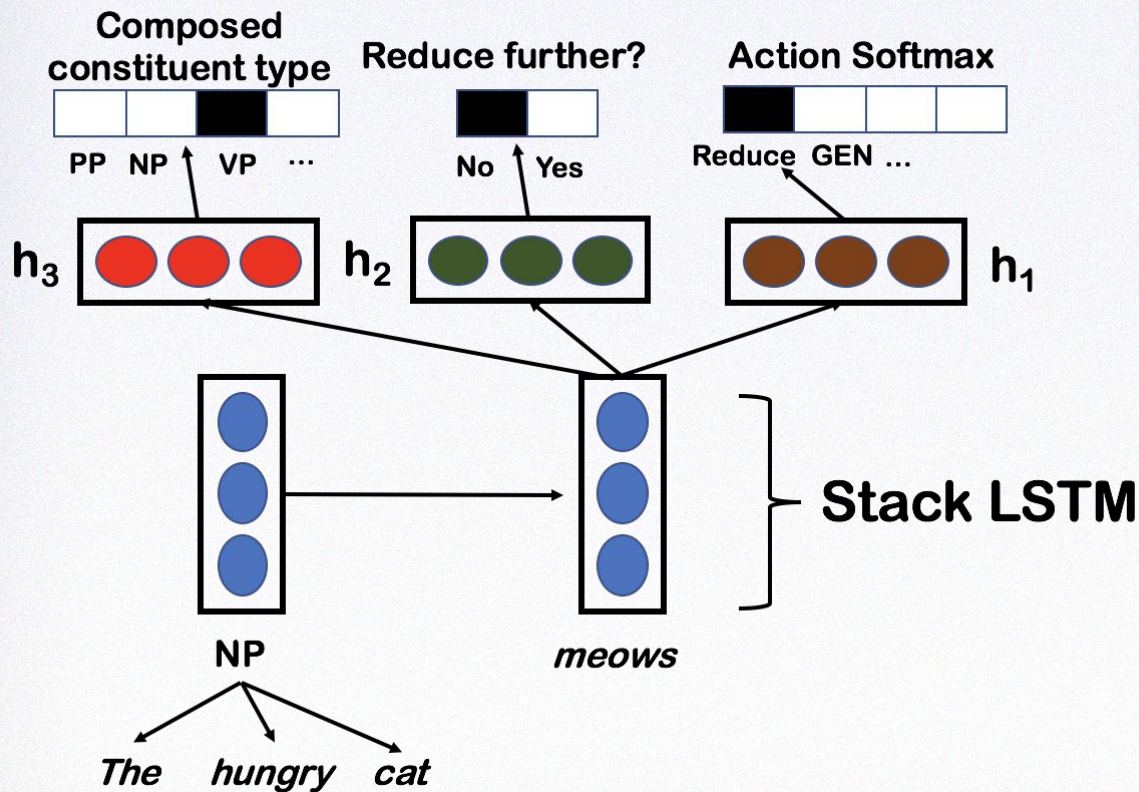 Composed
constituent type
Reduce further?
Action Softmax
PP NP VP ...
No Yes
Reduce GEN ...
h₃
h₂
h₁
Stack LSTM
NP
meows
The hungry cat